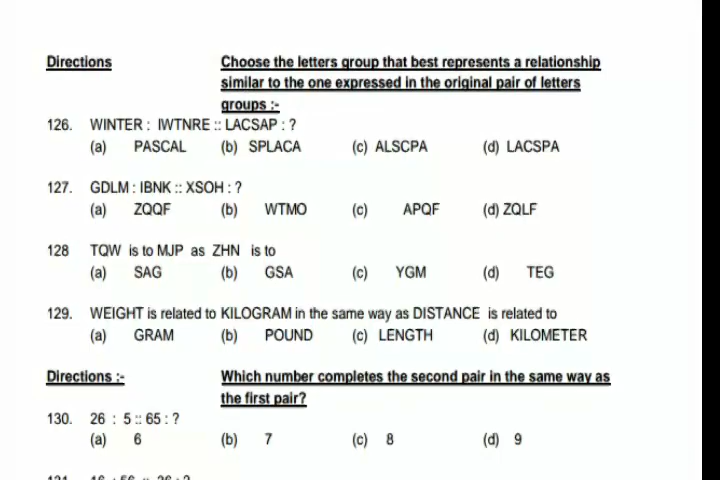 Directions Choose the letters group that best represents a relationship
similar to the one expressed in the original pair of letters
groups :-
126. WINTER : IWTNRE :: LACSAP : ?
(a) PASCAL (b) SPLACA (c) ALSCPA (d) LACSPA
127. GDLM : IBNK :: XSOH : ?
(a) ZQQF (b) WTMO (c) APQF (d) ZQLF
128 TQW is to MJP as ZHN is to
(a) SAG (b) GSA (c) YGM (d) TEG
129. WEIGHT is related to KILOGRAM in the same way as DISTANCE is related to
(a) GRAM (b) POUND (c) LENGTH (d) KILOMETER
Directions :- Which number completes the second pair in the same way as
the first pair?
130. 26 : 5 :: 65 : ?
(a) 6 (b) 7 (c) 8 (d) 9